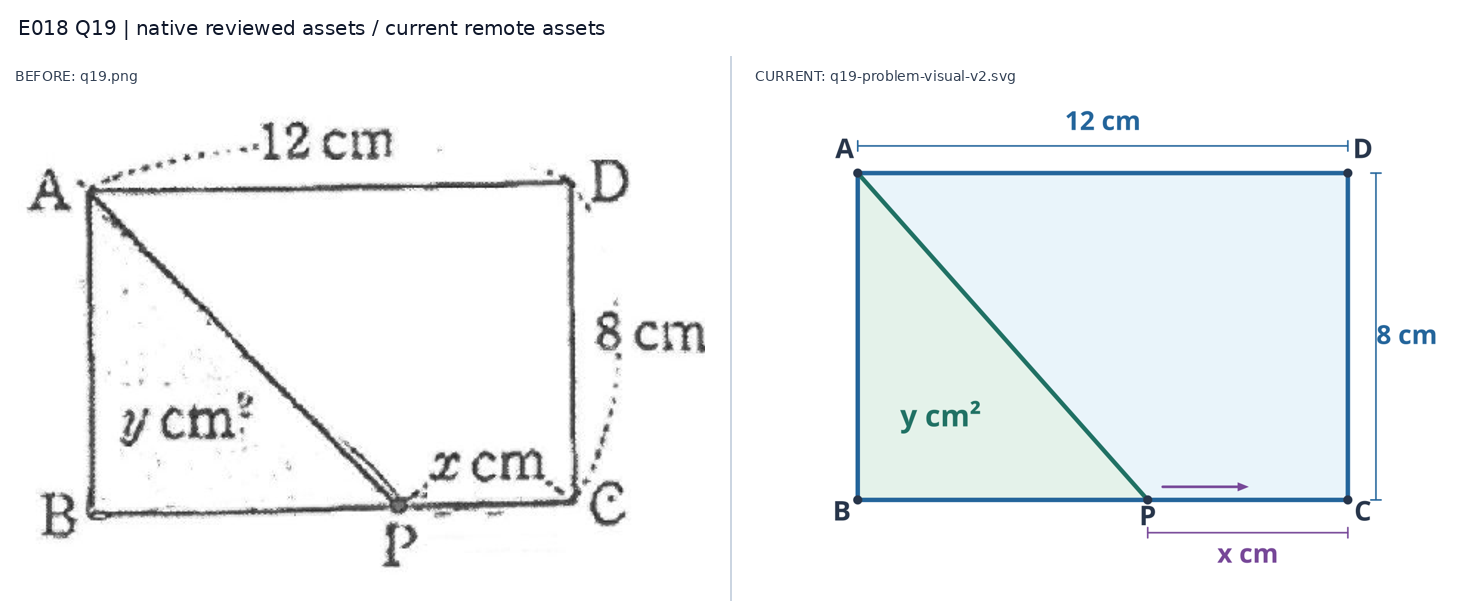 E018 Q19 | native reviewed assets / current remote assets
BEFORE: q19.png
12 cm
A
D
8 cm
y cm²
x cm
B
C
P
CURRENT: q19-problem-visual-v2.svg
12 cm
A
D
8 cm
y cm²
B
P
C
x cm